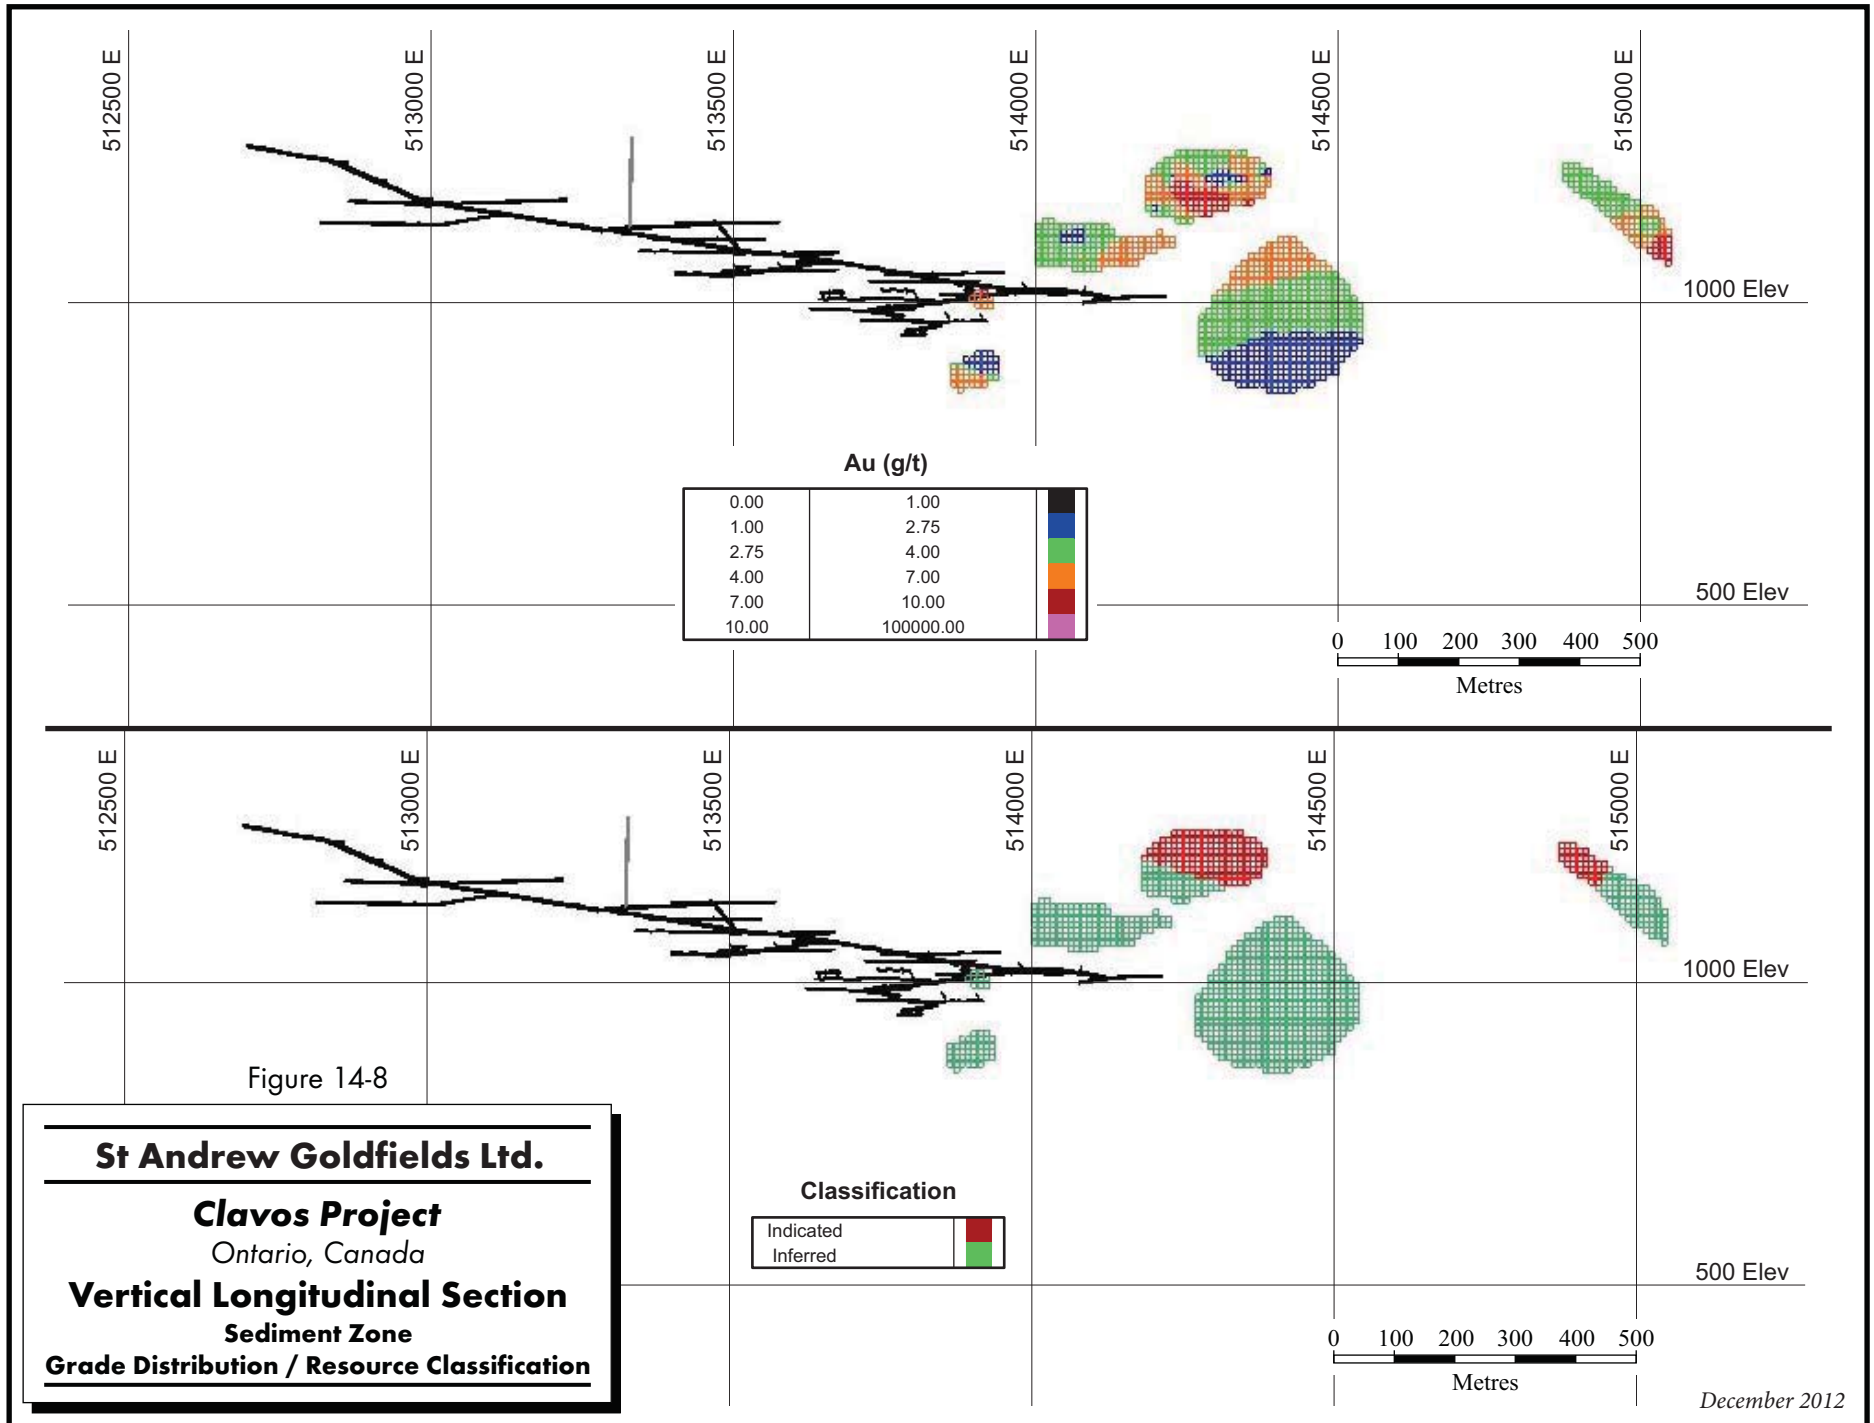 512500 E
513000 E
513500 E
514000 E
514500 E
515000 E
1000 Elev
Au (g/t)
0.00 1.00
1.00 2.75
2.75 4.00
4.00 7.00
7.00 10.00
10.00 100000.00
500 Elev
0 100 200 300 400 500
Metres
512500 E
513000 E
513500 E
514000 E
514500 E
515000 E
1000 Elev
Figure 14-8
St Andrew Goldfields Ltd.
Clavos Project
Ontario, Canada
Vertical Longitudinal Section
Sediment Zone
Grade Distribution / Resource Classification
Classification
Indicated
Inferred
500 Elev
0 100 200 300 400 500
Metres
December 2012